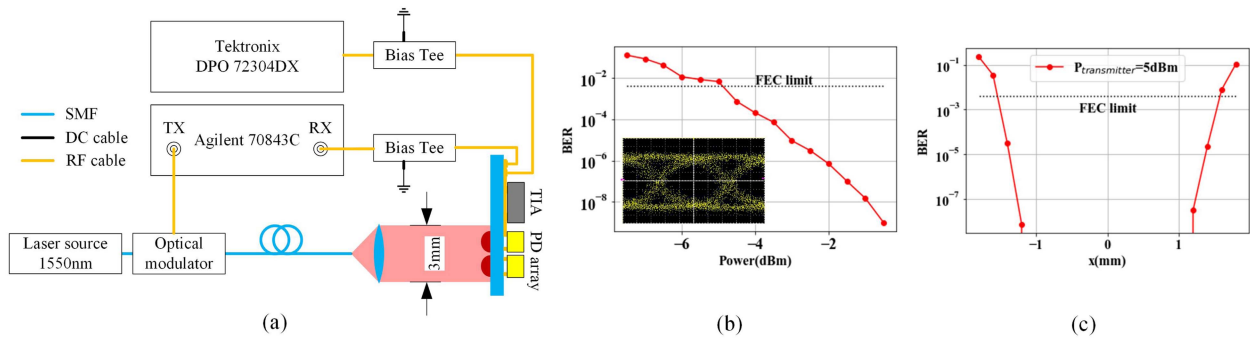 Tektronix
DPO 72304DX
Bias Tee
SMF
DC cable
RF cable
TX
Agilent 70843C
RX
Bias Tee
TIA
PD array
3mm
Laser source
1550nm
Optical
modulator
(a)
BER
10⁻²
10⁻⁴
10⁻⁶
10⁻⁸
FEC limit
−6
−4
−2
Power(dBm)
(b)
BER
10⁻¹
10⁻³
10⁻⁵
10⁻⁷
P_transmitter=5dBm
FEC limit
−1
0
1
x(mm)
(c)